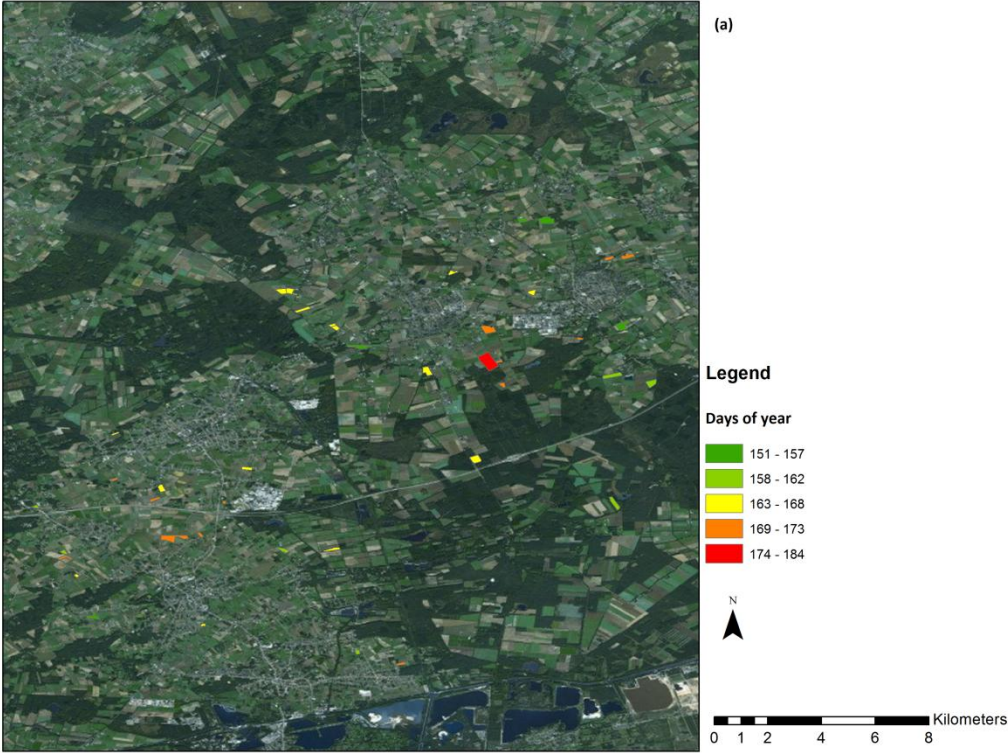 (a)
Legend
Days of year
151 - 157
158 - 162
163 - 168
169 - 173
174 - 184
N
Kilometers
0 1 2 4 6 8